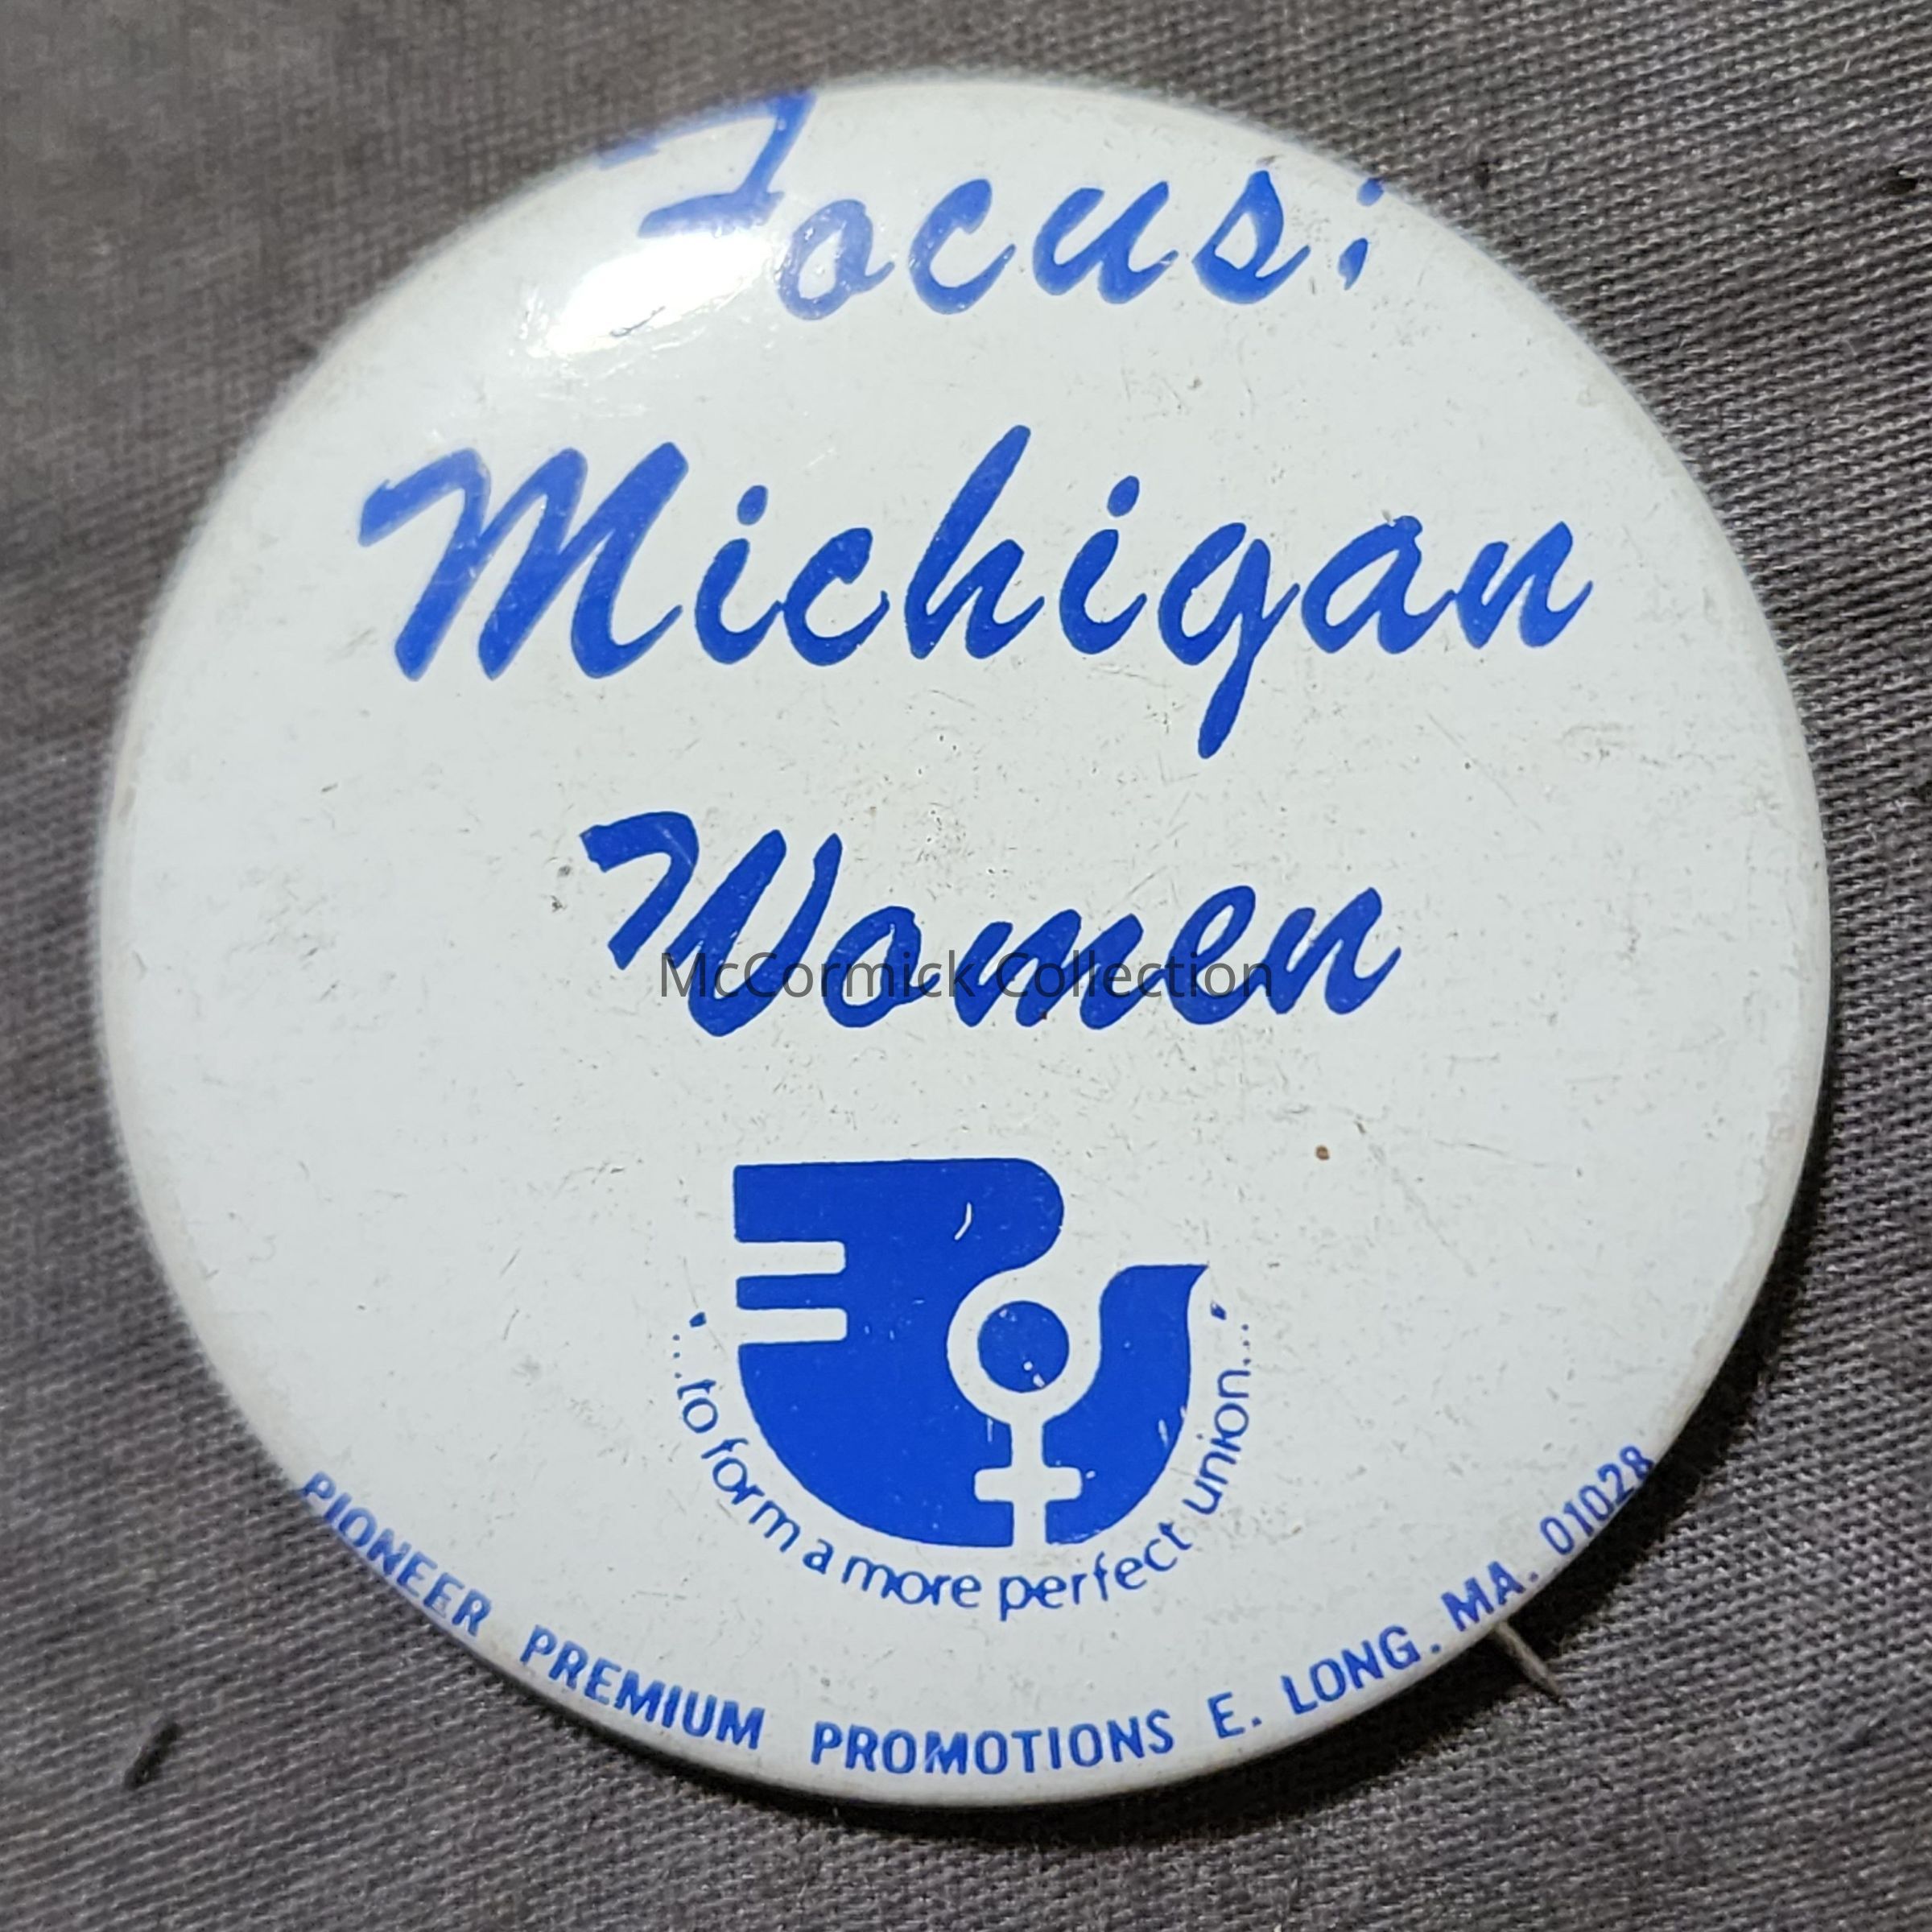 Focus:
Michigan
Women
McCormick Collection
'...to form a more perfect union...'
PIONEER PREMIUM PROMOTIONS E. LONG. MA. 01028